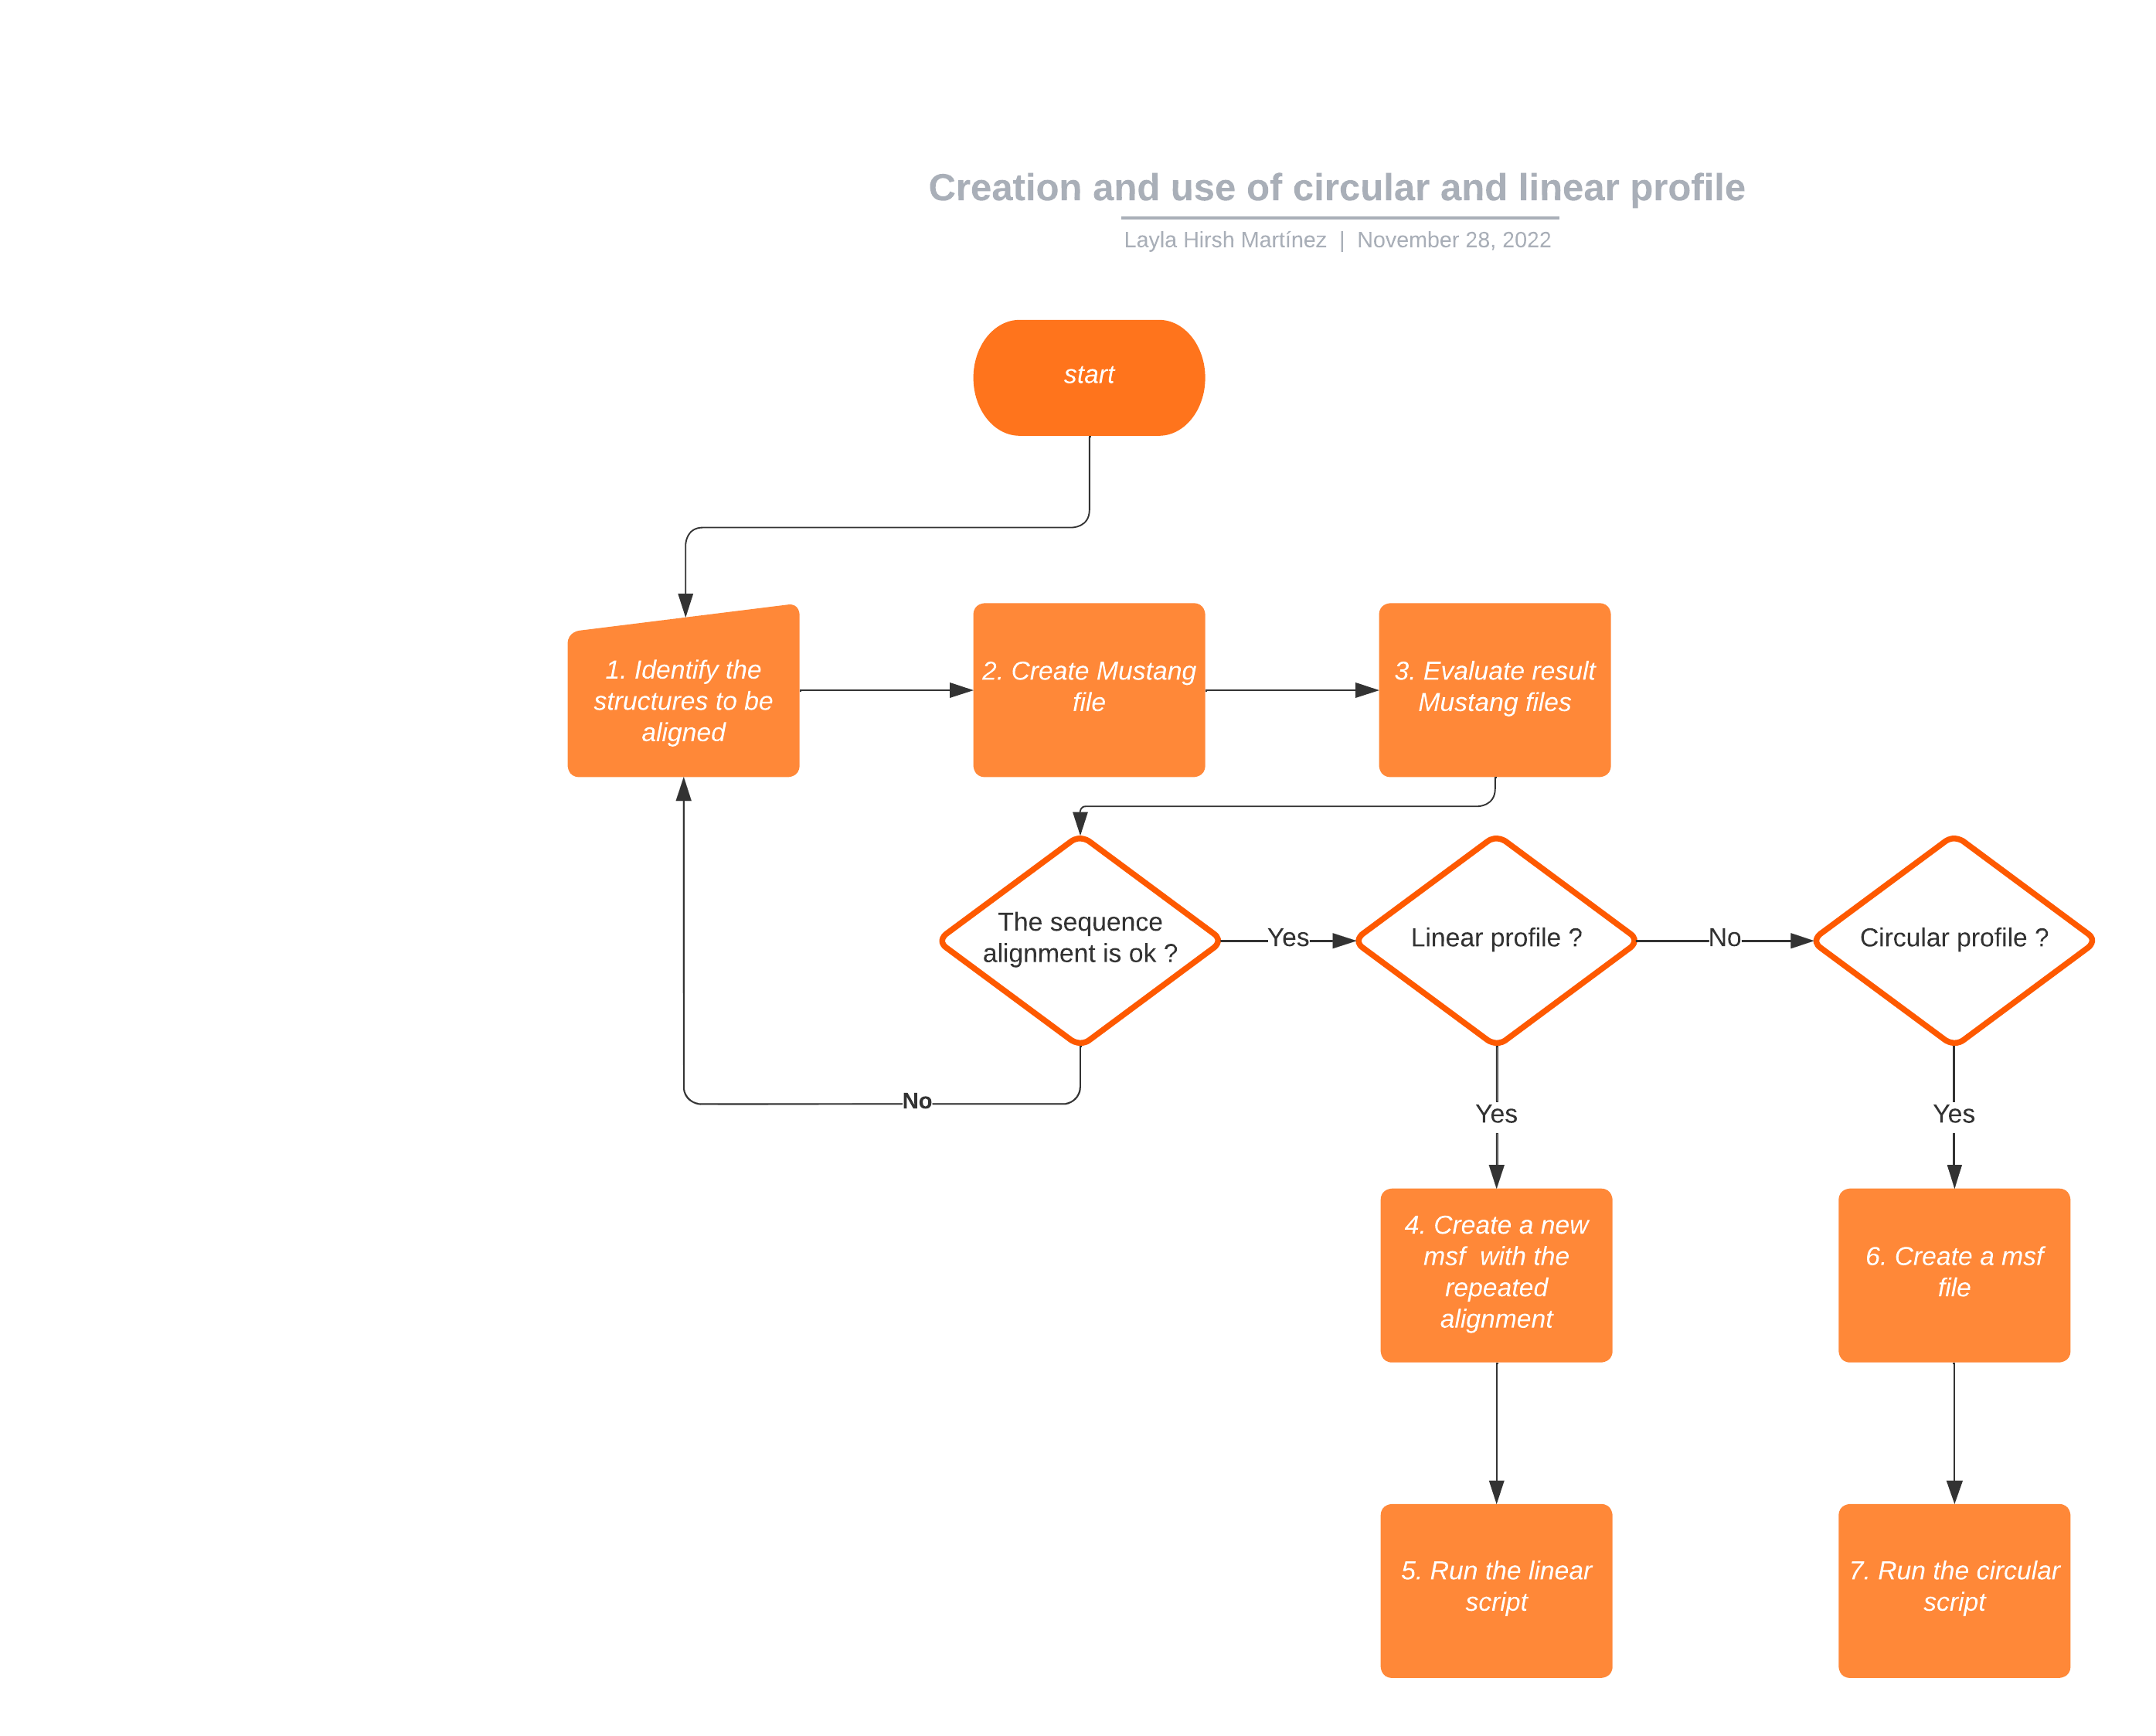 Creation and use of circular and linear profile
Layla Hirsh Martínez | November 28, 2022
start
1. Identify the
structures to be
aligned
2. Create Mustang
file
3. Evaluate result
Mustang files
The sequence
alignment is ok ?
Yes
Linear profile ?
No
Circular profile ?
No
Yes
Yes
4. Create a new
msf with the
repeated
alignment
6. Create a msf
file
5. Run the linear
script
7. Run the circular
script